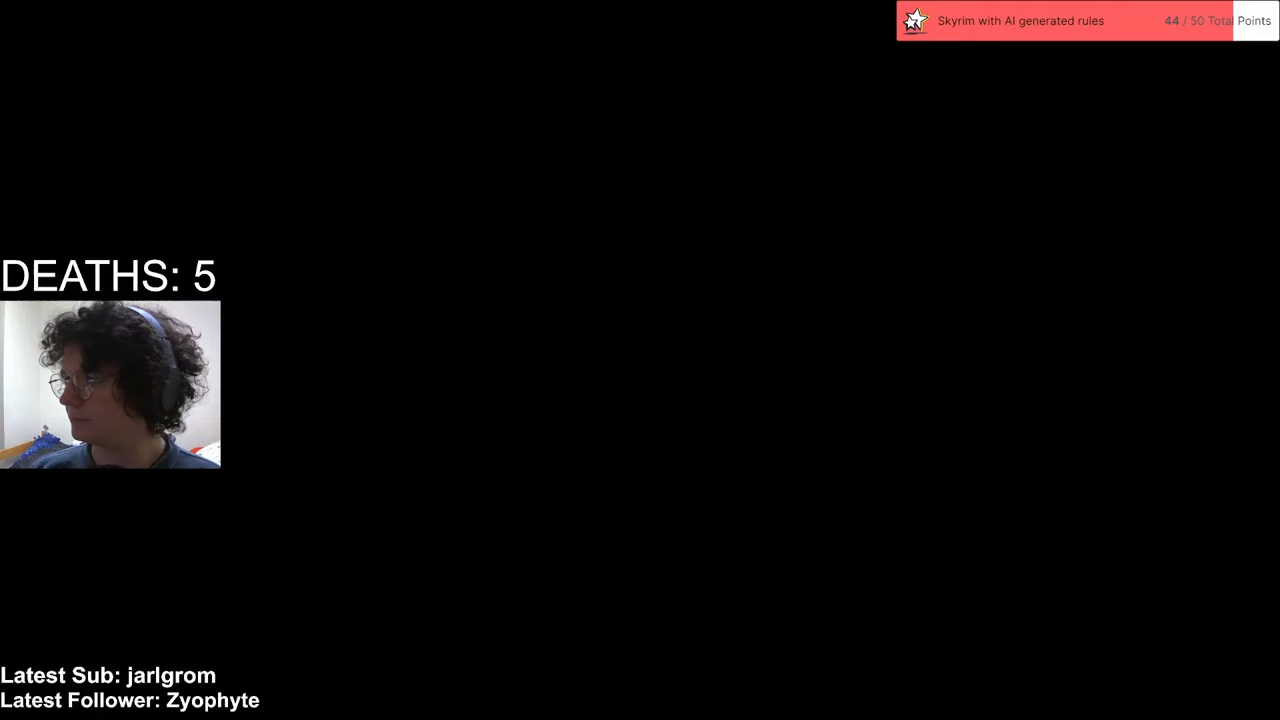 Skyrim with AI generated rules 44 / 50 Total Points
DEATHS: 5
Latest Sub: jarlgrom
Latest Follower: Zyophyte